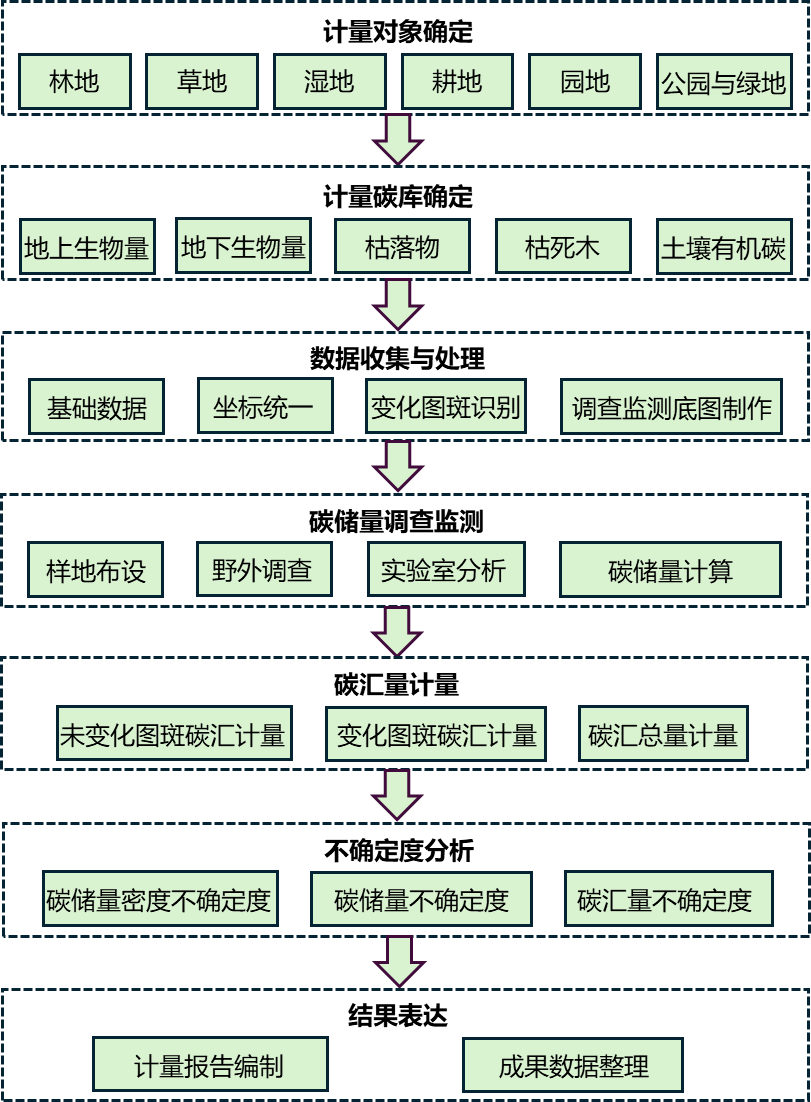 计量对象确定
林地 草地 湿地 耕地 园地 公园与绿地
计量碳库确定
地上生物量 地下生物量 枯落物 枯死木 土壤有机碳
数据收集与处理
基础数据 坐标统一 变化图斑识别 调查监测底图制作
碳储量调查监测
样地布设 野外调查 实验室分析 碳储量计算
碳汇量计量
未变化图斑碳汇计量 变化图斑碳汇计量 碳汇总量计量
不确定度分析
碳储量密度不确定度 碳储量不确定度 碳汇量不确定度
结果表达
计量报告编制 成果数据整理